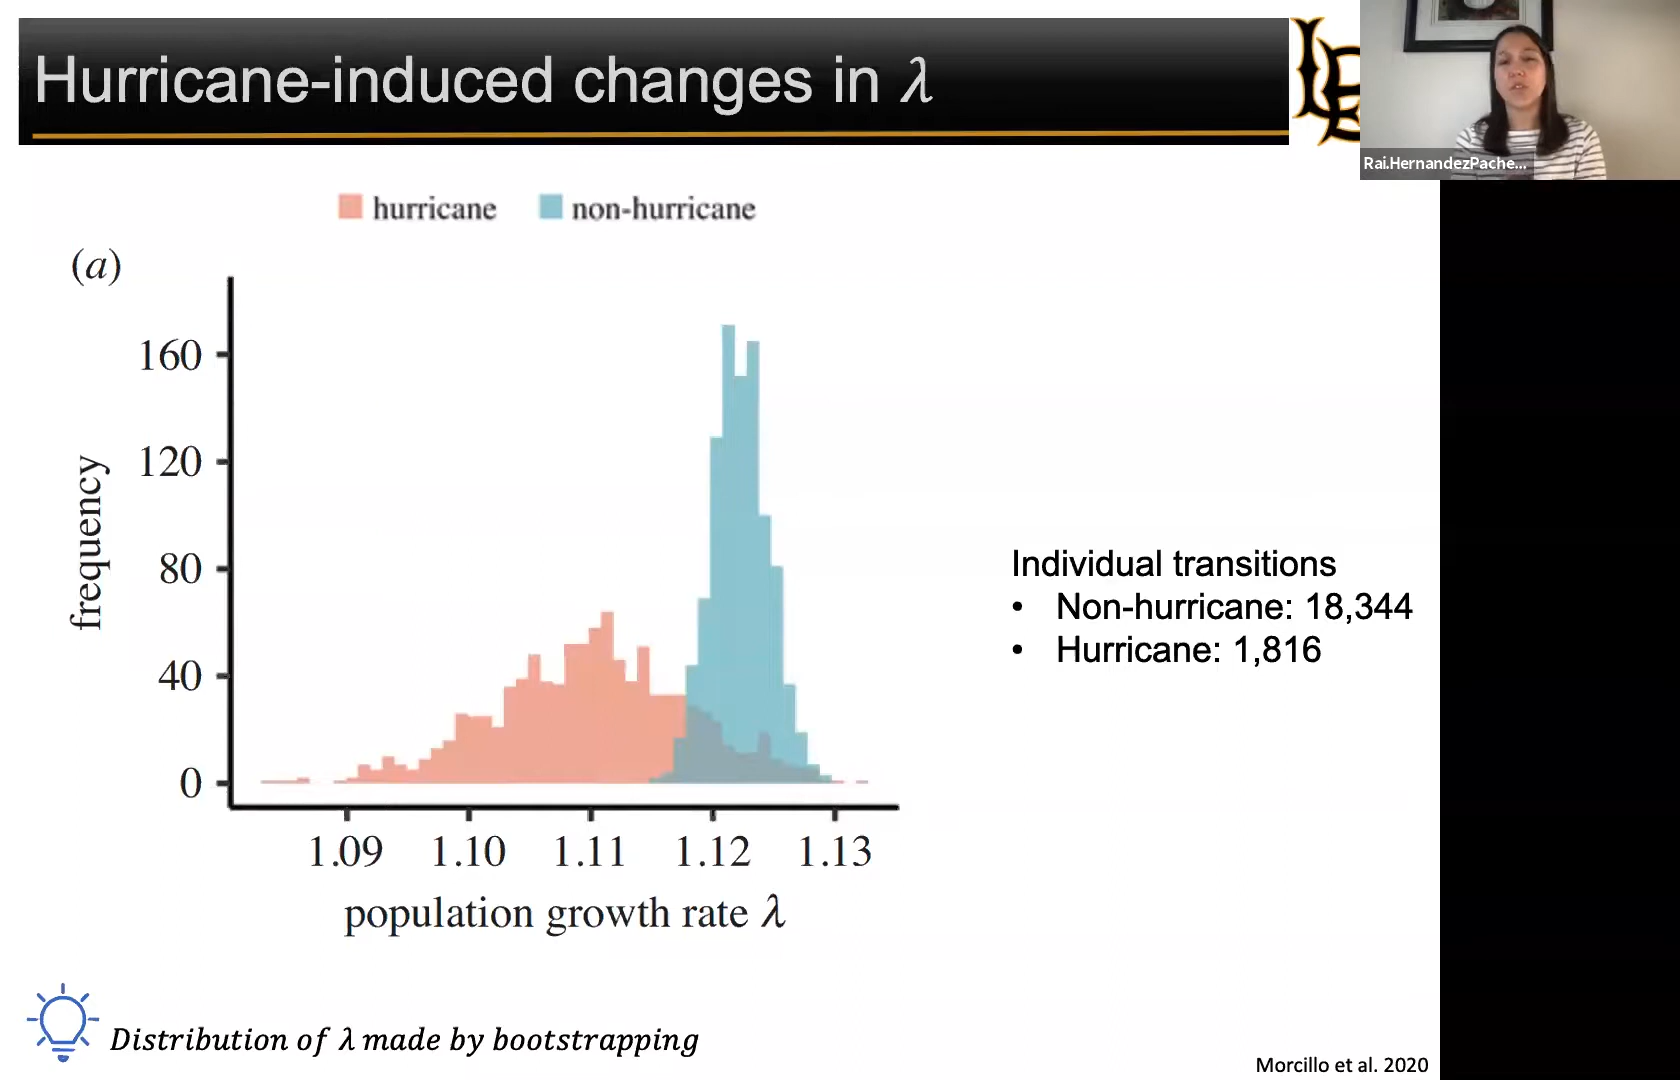 Hurricane-induced changes in λ
LB
Rai.HernandezPache...
hurricane non-hurricane
(a)
160
120
80
40
0
frequency
1.09 1.10 1.11 1.12 1.13
population growth rate λ
Individual transitions
• Non-hurricane: 18,344
• Hurricane: 1,816
Distribution of λ made by bootstrapping
Morcillo et al. 2020